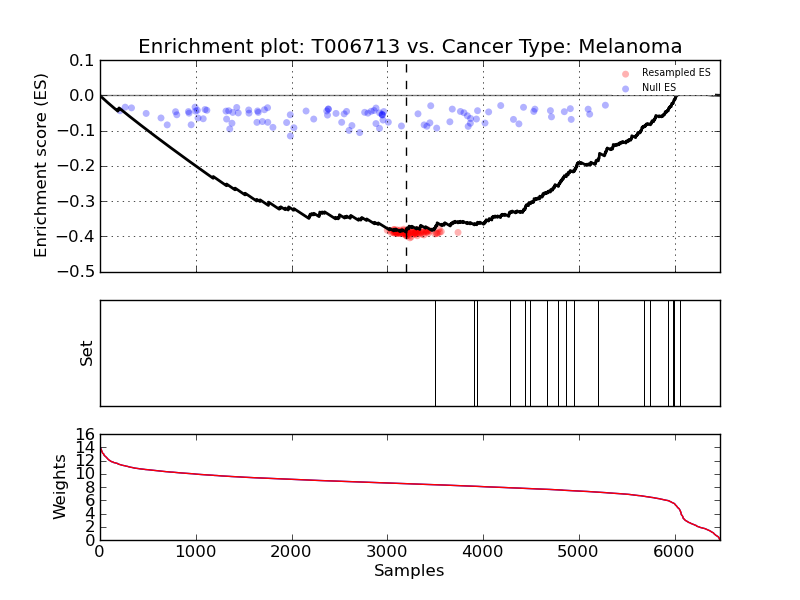 Enrichment plot: T006713 vs. Cancer Type: Melanoma
Enrichment score (ES)
0.1
0.0
−0.1
−0.2
−0.3
−0.4
−0.5
Resampled ES
Null ES
Set
Weights
16
14
12
10
8
6
4
2
0
0 1000 2000 3000 4000 5000 6000
Samples